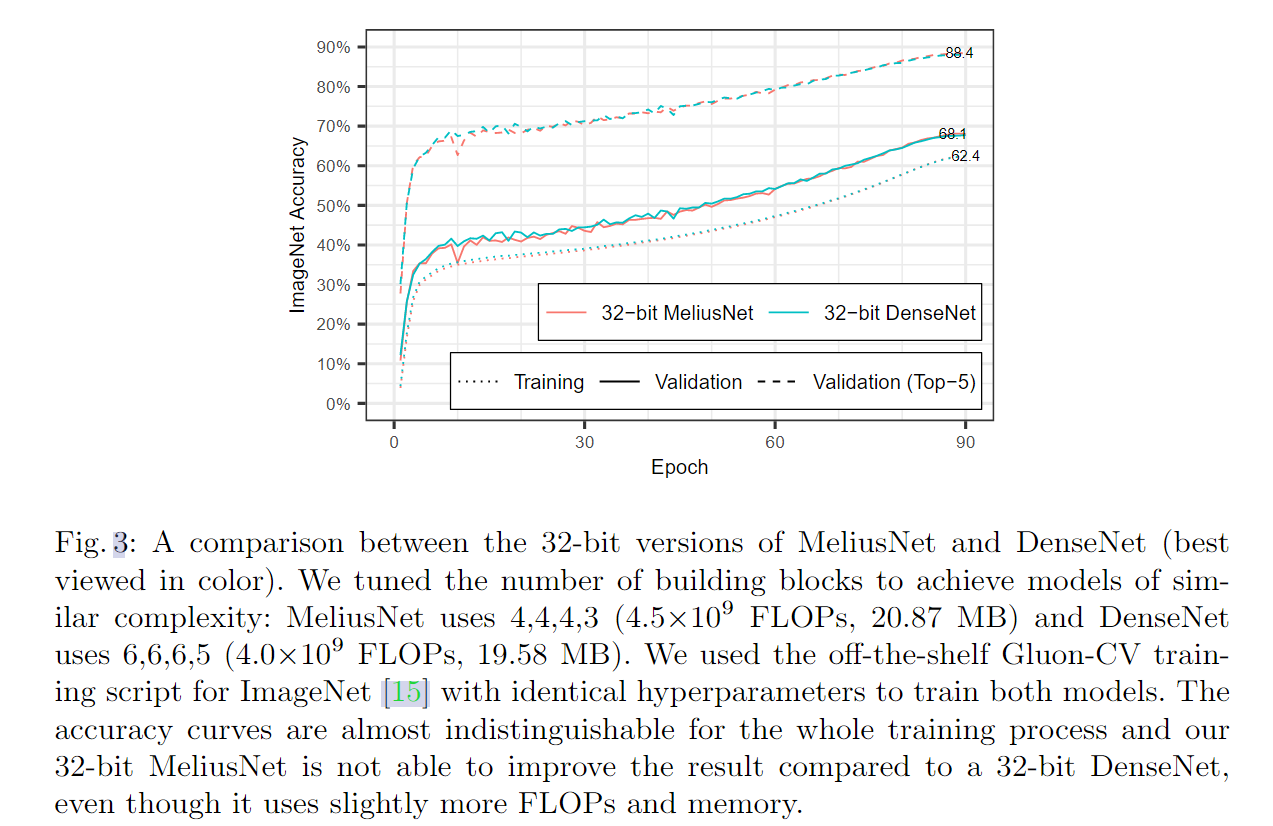 90%
80%
70%
60%
50%
40%
30%
20%
10%
0%
ImageNet Accuracy
88.4
68.1
62.4
32−bit MeliusNet 32−bit DenseNet
Training Validation Validation (Top−5)
0 30 60 90
Epoch
Fig. 3: A comparison between the 32-bit versions of MeliusNet and DenseNet (best
viewed in color). We tuned the number of building blocks to achieve models of sim-
ilar complexity: MeliusNet uses 4,4,4,3 (4.5×10⁹ FLOPs, 20.87 MB) and DenseNet
uses 6,6,6,5 (4.0×10⁹ FLOPs, 19.58 MB). We used the off-the-shelf Gluon-CV train-
ing script for ImageNet [15] with identical hyperparameters to train both models. The
accuracy curves are almost indistinguishable for the whole training process and our
32-bit MeliusNet is not able to improve the result compared to a 32-bit DenseNet,
even though it uses slightly more FLOPs and memory.